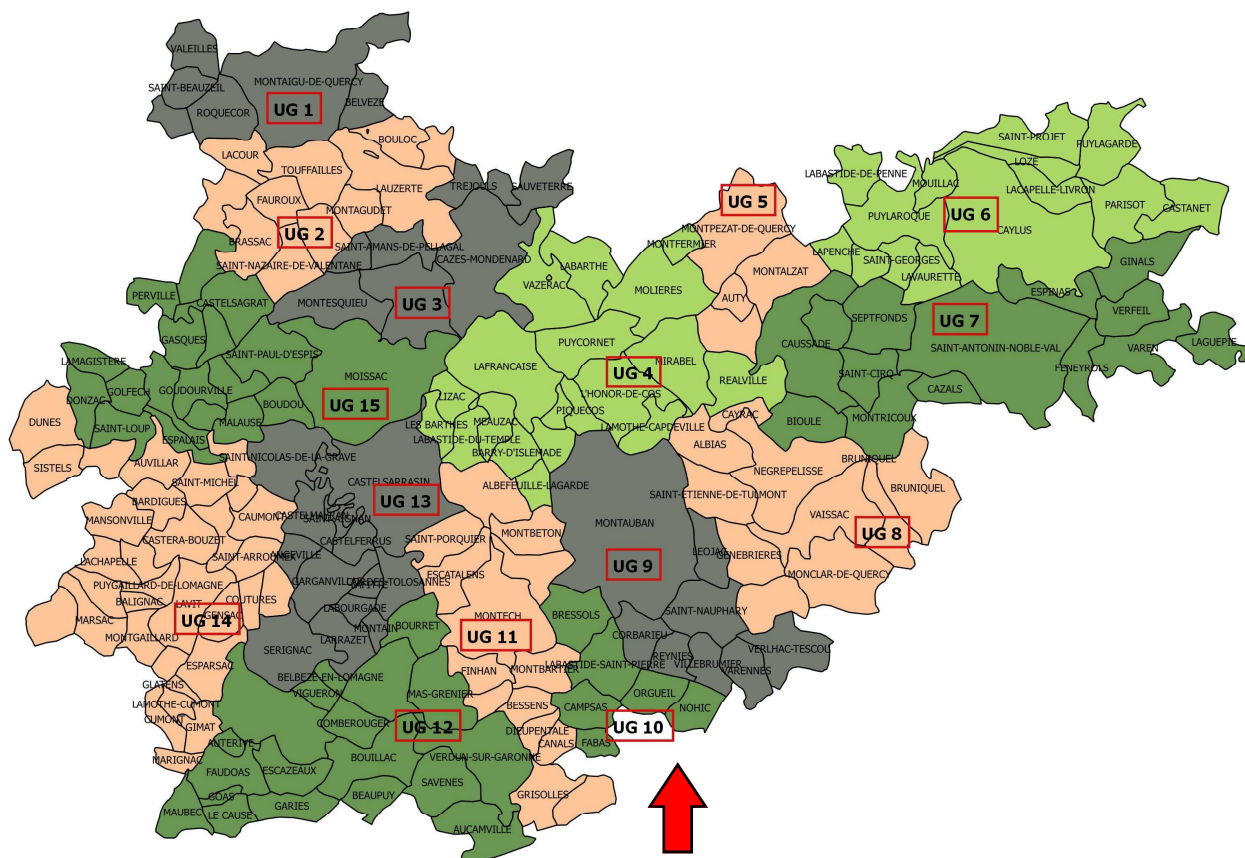 VALEILLES
MONTAIGU-DE-QUERCY
SAINT-BEAUZEIL
BELVEZE
ROQUECOR
UG 1
BOULOC
LACOUR
TOUFFAILLES
LAUZERTE
TREJOULS
SAUVETERRE
FAUROUX
MONTAGUDET
BRASSAC
UG 2
SAINT-AMANS-DE-PELLAGAL
CAZES-MONDENARD
SAINT-NAZAIRE-DE-VALENTANE
SAINT-PROJET
PUYLAGARDE
LABASTIDE-DE-PENNE
LOZE
MOUILLAC
LACAPELLE-LIVRON
PARISOT
CASTANET
UG 5
PUYLAROQUE
UG 6
CAYLUS
MONTPEZAT-DE-QUERCY
MONTFERMIER
LAPENCHE
SAINT-GEORGES
GINALS
LABARTHE
MONTALZAT
LAVAURETTE
VAZERAC
MOLIERES
AUTY
ESPINAS
PERVILLE
CASTELSAGRAT
MONTESQUIEU
UG 3
SEPTFONDS
UG 7
VERFEIL
GASQUES
CAUSSADE
SAINT-ANTONIN-NOBLE-VAL
VAREN
LAGUEPIE
SAINT-PAUL-D'ESPIS
PUYCORNET
MIRABEL
FENEYROLS
LAMAGISTERE
MOISSAC
LAFRANCAISE
UG 4
REALVILLE
SAINT-CIRQ
CAZALS
GOLFECH
GOUDOURVILLE
DONZAC
BOUDOU
UG 15
LIZAC
L'HONOR-DE-COS
PIQUECOS
CAYRAC
BIOULE
MONTRICOUX
DUNES
SAINT-LOUP
MALAUSE
LES BARTHES
MEAUZAC
LAMOTHE-CAPDEVILLE
ESPALAIS
LABASTIDE-DU-TEMPLE
ALBIAS
SISTELS
AUVILLAR
SAINT-NICOLAS-DE-LA-GRAVE
BARRY-D'ISLEMADE
NEGREPELISSE
BRUNIQUEL
SAINT-MICHEL
CASTELSARRASIN
ALBEFEUILLE-LAGARDE
SAINT-ETIENNE-DE-TULMONT
BRUNIQUEL
BARDIGUES
UG 13
MANSONVILLE
CAUMONT
CASTELMAYRAN
SAINT-AIGNAN
MONTAUBAN
VAISSAC
UG 8
CASTERA-BOUZET
CASTELFERRUS
SAINT-PORQUIER
MONTBETON
LEOJAC
LACHAPELLE
SAINT-ARROUMEX
ANGEVILLE
GENEBRIERES
UG 9
PUYGAILLARD-DE-LOMAGNE
GARGANVILLAR
CORDES-TOLOSANNES
ESCATALENS
MONCLAR-DE-QUERCY
BALIGNAC
LAVIT
COUTURES
LAFITTE
MARSAC
GENSAC
LABOURGADE
MONTECH
BRESSOLS
SAINT-NAUPHARY
UG 14
MONTGAILLARD
MONTAIN
BOURRET
UG 11
CORBARIEU
LARRAZET
SERIGNAC
REYNIES
VERLHAC-TESCOU
ESPARSAC
BELBEZE-EN-LOMAGNE
FINHAN
MONTBARTIER
LABASTIDE-SAINT-PIERRE
VILLEBRUMIER
VARENNES
GLATENS
VIGUERON
MAS-GRENIER
ORGUEIL
LAMOTHE-CUMONT
BESSENS
CAMPSAS
NOHIC
CUMONT
GIMAT
COMBEROUGER
UG 12
DIEUPENTALE
UG 10
AUTERIVE
CANALS
FABAS
MARIGNAC
BOUILLAC
VERDUN-SUR-GARONNE
FAUDOAS
ESCAZEAUX
SAVENES
GOAS
BEAUPUY
GRISOLLES
MAUBEC
LE CAUSE
GARIES
AUCAMVILLE